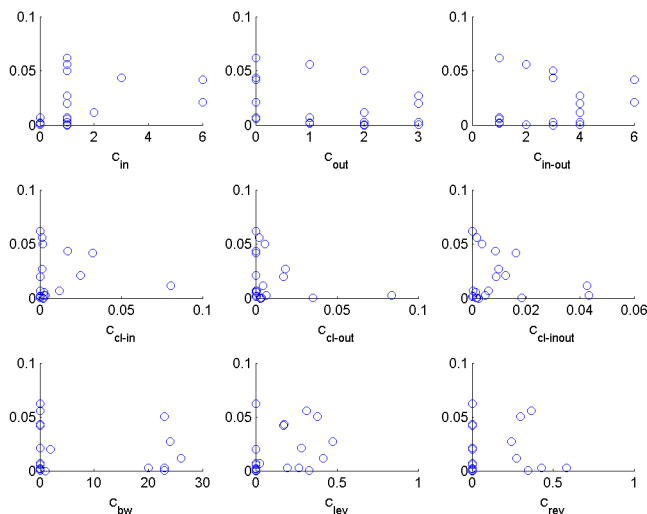 0.1 0.1 0.1
0.05 0.05 0.05
0 0 0
0 2 4 6 0 1 2 3 0 2 4 6
C_in C_out C_in-out
0.1 0.1 0.1
0.05 0.05 0.05
0 0 0
0 0.05 0.1 0 0.05 0.1 0 0.02 0.04 0.06
C_cl-in C_cl-out C_cl-inout
0.1 0.1 0.1
0.05 0.05 0.05
0 0 0
0 10 20 30 0 0.5 1 0 0.5 1
C_bw C_lev C_rev